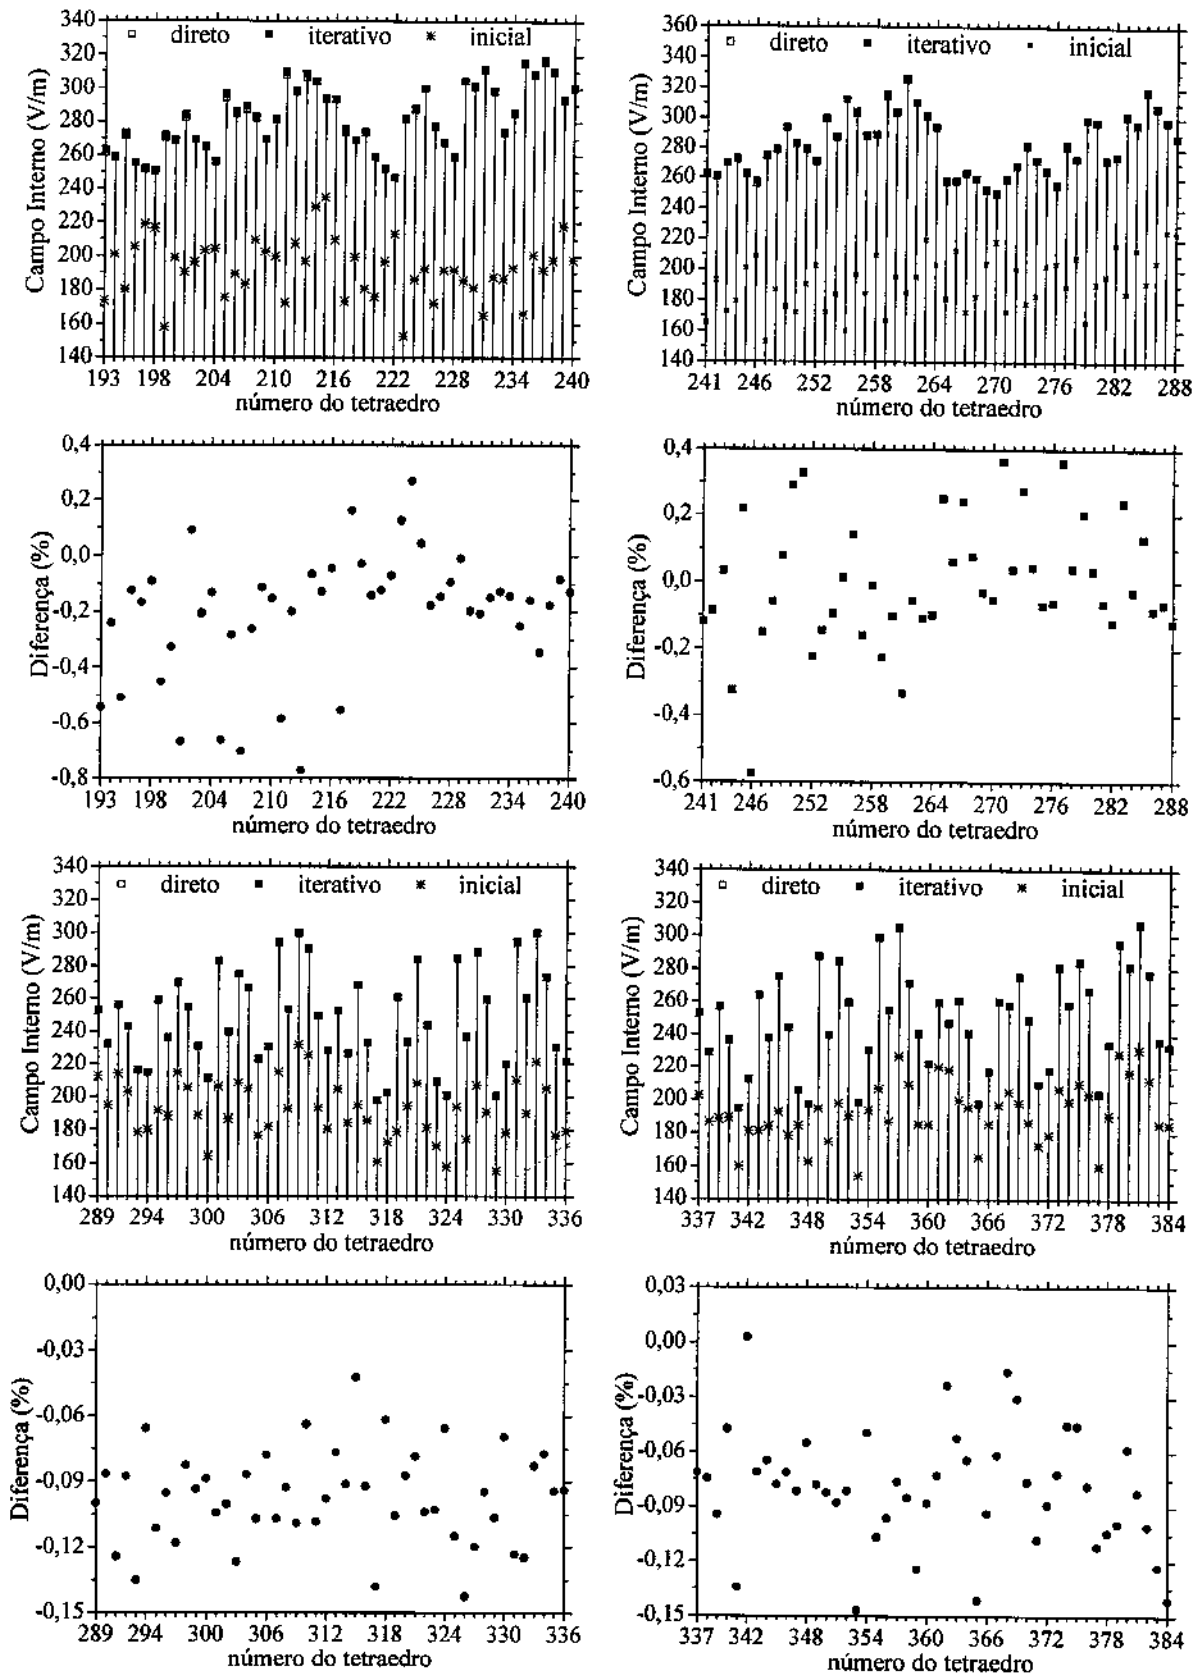 340
320
300
280
260
240
220
200
180
160
140
Campo Interno (V/m)
direto iterativo inicial
193 198 204 210 216 222 228 234 240
número do tetraedro
360
340
320
300
280
260
240
220
200
180
160
140
Campo Interno (V/m)
direto iterativo inicial
241 246 252 258 264 270 276 282 288
número do tetraedro
0,4
0,2
0,0
-0,2
-0,4
-0,6
-0,8
Diferença (%)
193 198 204 210 216 222 228 234 240
número do tetraedro
0,4
0,2
0,0
-0,2
-0,4
-0,6
Diferença (%)
241 246 252 258 264 270 276 282 288
número do tetraedro
340
320
300
280
260
240
220
200
180
160
140
Campo Interno (V/m)
direto iterativo inicial
289 294 300 306 312 318 324 330 336
número do tetraedro
340
320
300
280
260
240
220
200
180
160
140
Campo Interno (V/m)
direto iterativo inicial
337 342 348 354 360 366 372 378 384
número do tetraedro
0,00
-0,03
-0,06
-0,09
-0,12
-0,15
Diferença (%)
289 294 300 306 312 318 324 330 336
número do tetraedro
0,03
0,00
-0,03
-0,06
-0,09
-0,12
-0,15
Diferença (%)
337 342 348 354 360 366 372 378 384
número do tetraedro